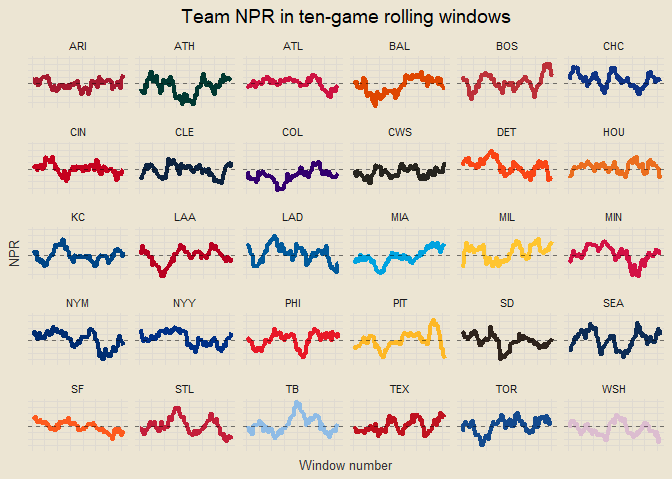 Team NPR in ten-game rolling windows
ARI ATH ATL BAL BOS CHC
CIN CLE COL CWS DET HOU
KC LAA LAD MIA MIL MIN
NPR
NYM NYY PHI PIT SD SEA
SF STL TB TEX TOR WSH
Window number